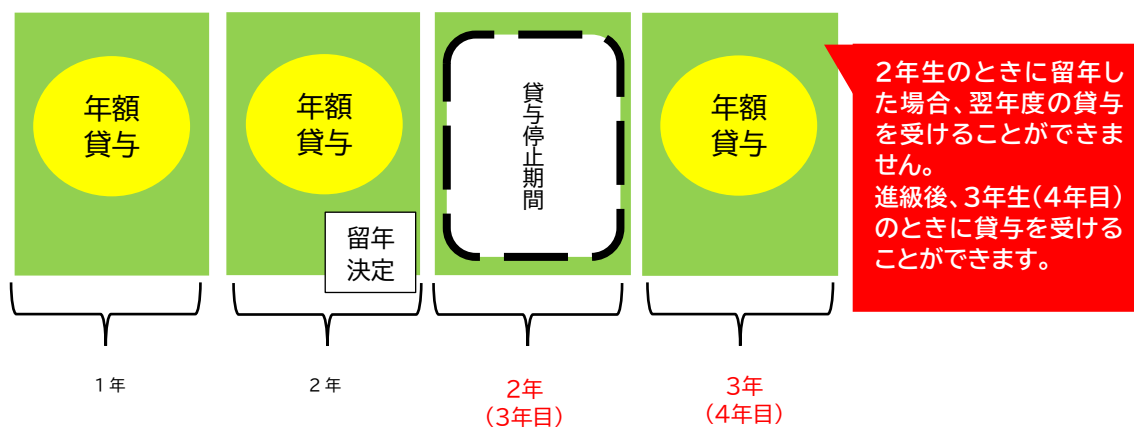 年額
貸与
年額
貸与
留年
決定
貸与停止期間
年額
貸与
2年生のときに留年し
た場合、翌年度の貸与
を受けることができま
せん。
進級後、3年生(4年目)
のときに貸与を受ける
ことができます。
1年
2年
2年
(3年目)
3年
(4年目)